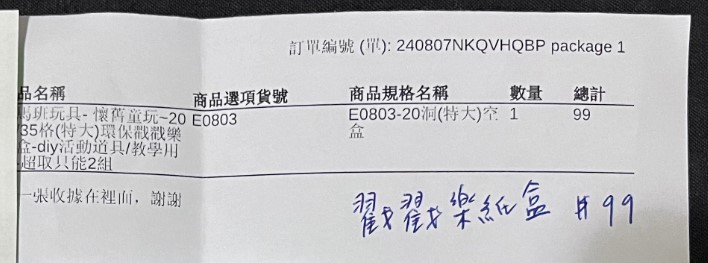 訂單編號 (單): 240807NKQVHQBP package 1
品名稱 商品選項貨號 商品規格名稱 數量 總計
馬班玩具- 懷舊童玩~20 E0803 E0803-20洞(特大)空 1 99
/35格(特大)環保戳戳樂 盒
盒-diy活動道具/教學用
超取只能2組
一張收據在裡面，謝謝
戳戳樂紙盒 #99